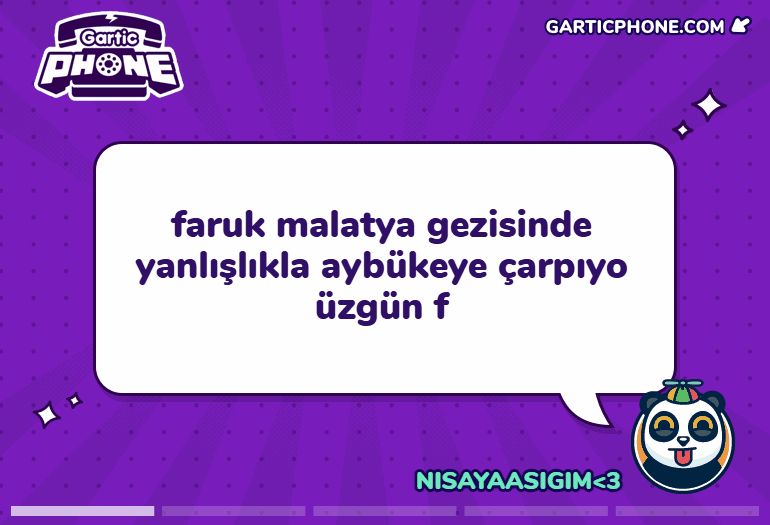 Gartic
PHONE
GARTICPHONE.COM
faruk malatya gezisinde
yanlışlıkla aybükeye çarpıyo
üzgün f
NISAYAASIGIM<3